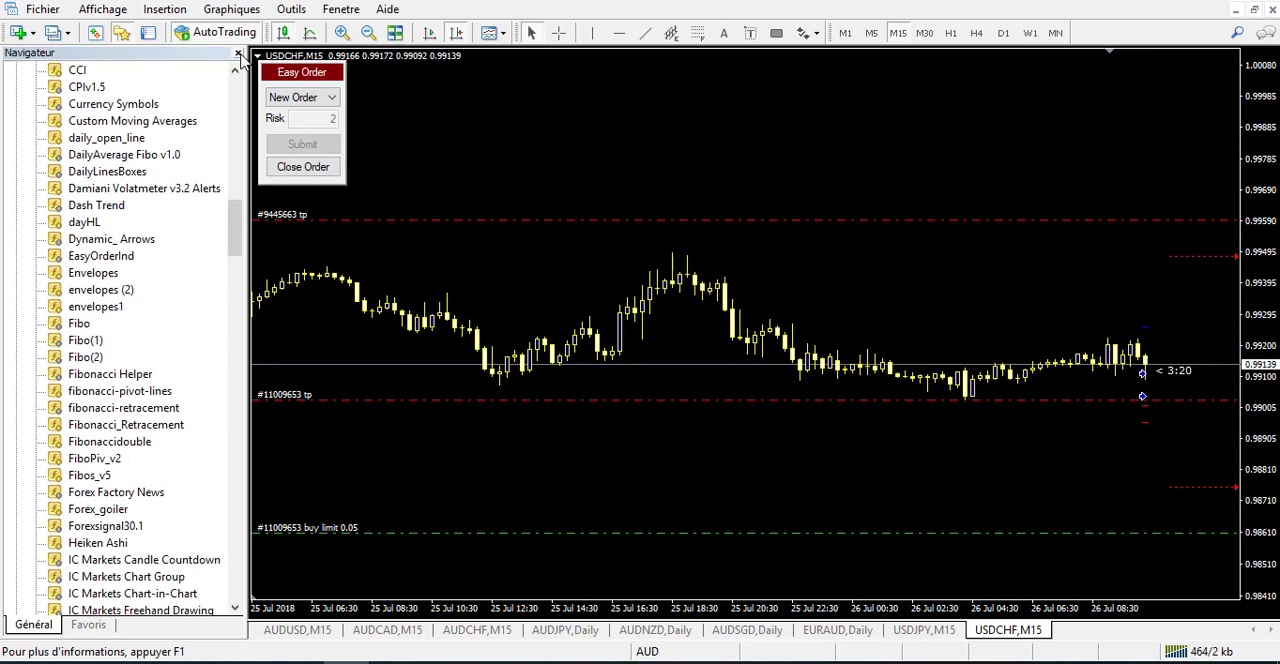 Fichier Affichage Insertion Graphiques Outils Fenetre Aide
AutoTrading M1 M5 M15 M30 H1 H4 D1 W1 MN
Navigateur
CCI
CPIv1.5
Currency Symbols
Custom Moving Averages
daily_open_line
DailyAverage Fibo v1.0
DailyLinesBoxes
Damiani Volatmeter v3.2 Alerts
Dash Trend
dayHL
Dynamic_ Arrows
EasyOrderInd
Envelopes
envelopes (2)
envelopes1
Fibo
Fibo(1)
Fibo(2)
Fibonacci Helper
fibonacci-pivot-lines
fibonacci-retracement
Fibonacci_Retracement
Fibonaccidouble
FiboPiv_v2
Fibos_v5
Forex Factory News
Forex_goiler
Forexsignal30.1
Heiken Ashi
IC Markets Candle Countdown
IC Markets Chart Group
IC Markets Chart-in-Chart
IC Markets Freehand Drawing
Général Favoris
USDCHF,M15 0.99166 0.99172 0.99092 0.99139
Easy Order
New Order
Risk 2
Submit
Close Order
#9445663 tp
#11009653 tp
#11009653 buy limit 0.05
< 3:20
1.00080
0.99985
0.99885
0.99785
0.99690
0.99590
0.99495
0.99395
0.99295
0.99200
0.99139
0.99100
0.99005
0.98905
0.98810
0.98710
0.98610
0.98515
0.98410
25 Jul 2018 25 Jul 06:30 25 Jul 08:30 25 Jul 10:30 25 Jul 12:30 25 Jul 14:30 25 Jul 16:30 25 Jul 18:30 25 Jul 20:30 25 Jul 22:30 26 Jul 00:30 26 Jul 02:30 26 Jul 04:30 26 Jul 06:30 26 Jul 08:30
AUDUSD,M15 AUDCAD,M15 AUDCHF,M15 AUDJPY,Daily AUDNZD,Daily AUDSGD,Daily EURAUD,Daily USDJPY,M15 USDCHF,M15
Pour plus d'informations, appuyer F1 AUD 464/2 kb